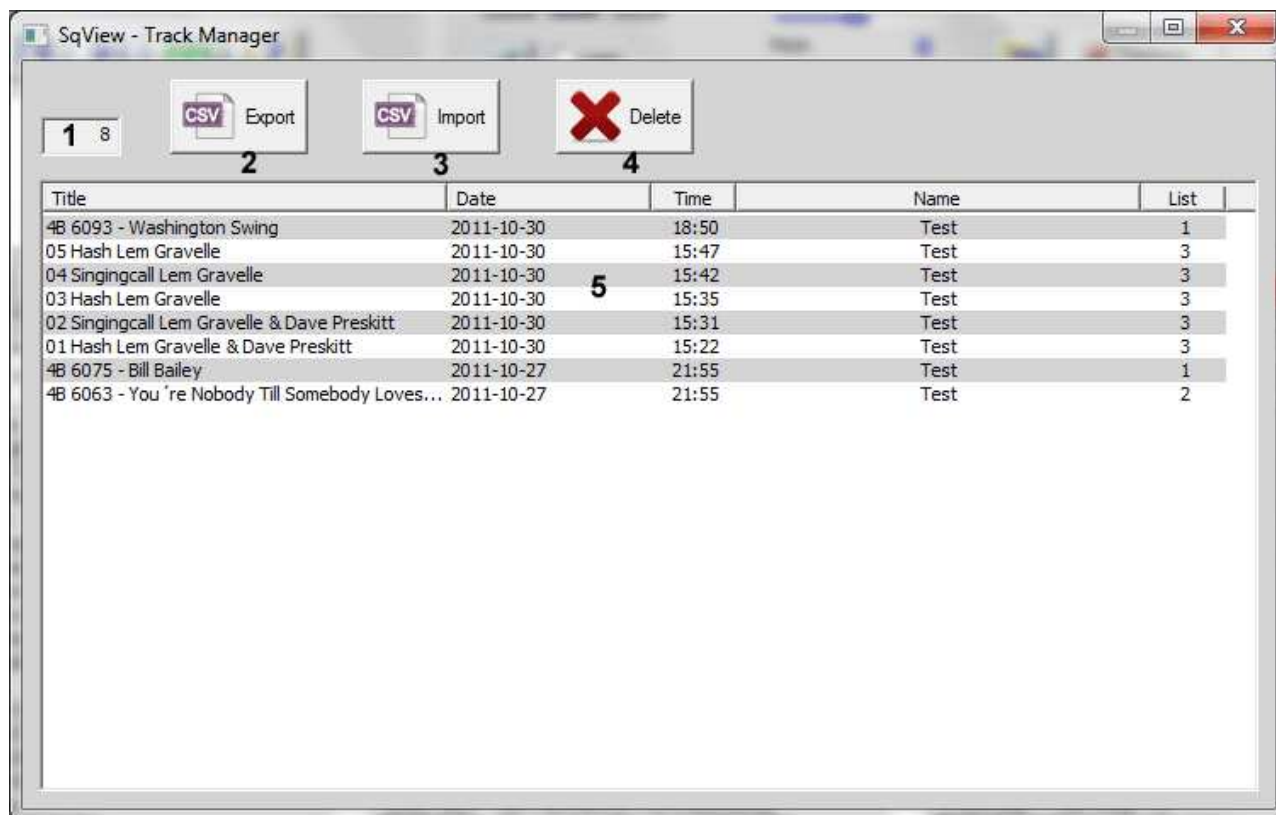 SqView - Track Manager
1 8
CSV Export
CSV Import
Delete
2 3 4
Title Date Time Name List
4B 6093 - Washington Swing 2011-10-30 18:50 Test 1
05 Hash Lem Gravelle 2011-10-30 15:47 Test 3
04 Singingcall Lem Gravelle 2011-10-30 15:42 Test 3
5
03 Hash Lem Gravelle 2011-10-30 15:35 Test 3
02 Singingcall Lem Gravelle & Dave Preskitt 2011-10-30 15:31 Test 3
01 Hash Lem Gravelle & Dave Preskitt 2011-10-30 15:22 Test 3
4B 6075 - Bill Bailey 2011-10-27 21:55 Test 1
4B 6063 - You ´re Nobody Till Somebody Loves... 2011-10-27 21:55 Test 2